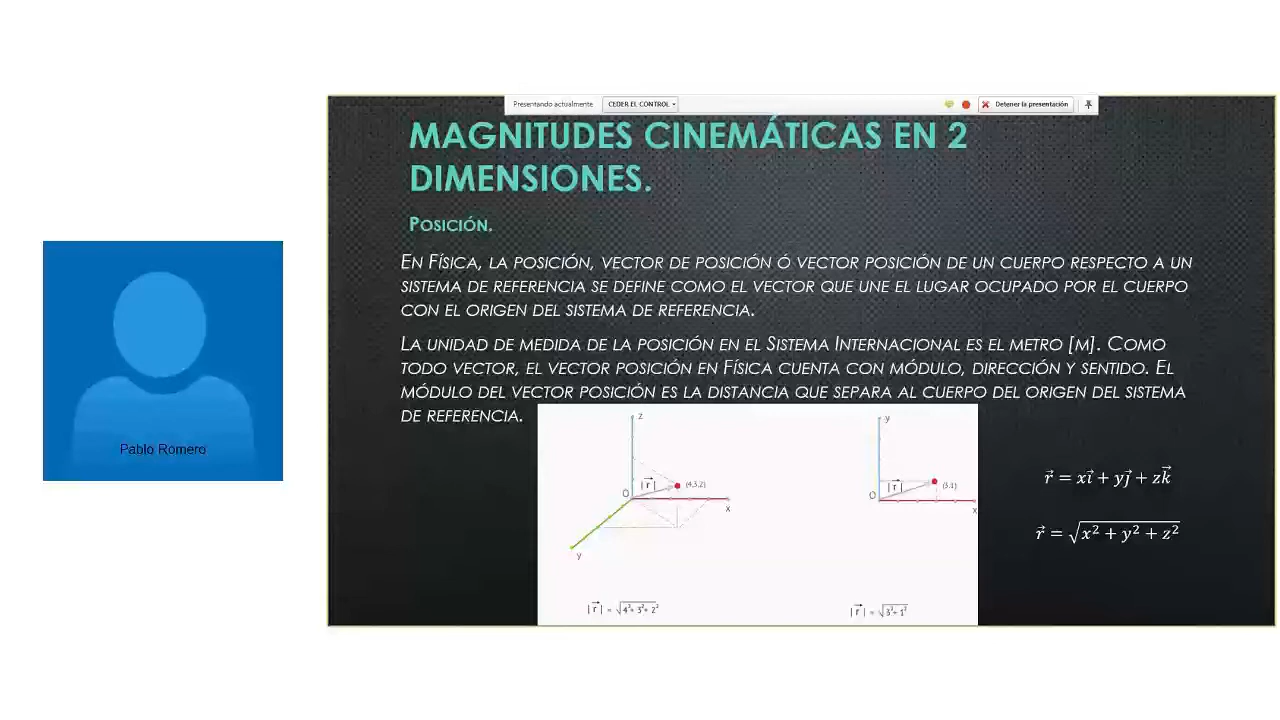 Presentando actualmente CEDER EL CONTROL Detener la presentación
MAGNITUDES CINEMÁTICAS EN 2
DIMENSIONES.
POSICIÓN.
EN FÍSICA, LA POSICIÓN, VECTOR DE POSICIÓN Ó VECTOR POSICIÓN DE UN CUERPO RESPECTO A UN
SISTEMA DE REFERENCIA SE DEFINE COMO EL VECTOR QUE UNE EL LUGAR OCUPADO POR EL CUERPO
CON EL ORIGEN DEL SISTEMA DE REFERENCIA.
LA UNIDAD DE MEDIDA DE LA POSICIÓN EN EL SISTEMA INTERNACIONAL ES EL METRO [M]. COMO
TODO VECTOR, EL VECTOR POSICIÓN EN FÍSICA CUENTA CON MÓDULO, DIRECCIÓN Y SENTIDO. EL
MÓDULO DEL VECTOR POSICIÓN ES LA DISTANCIA QUE SEPARA AL CUERPO DEL ORIGEN DEL SISTEMA
DE REFERENCIA.
z
|r⃗|
(4,3,2)
O
x
y
|r⃗| = √4²+3²+2²
y
|r⃗|
(3,1)
O
x
|r⃗| = √3²+1²
r⃗ = xi⃗ + yj⃗ + zk⃗
r⃗ = √x² + y² + z²
Pablo Romero